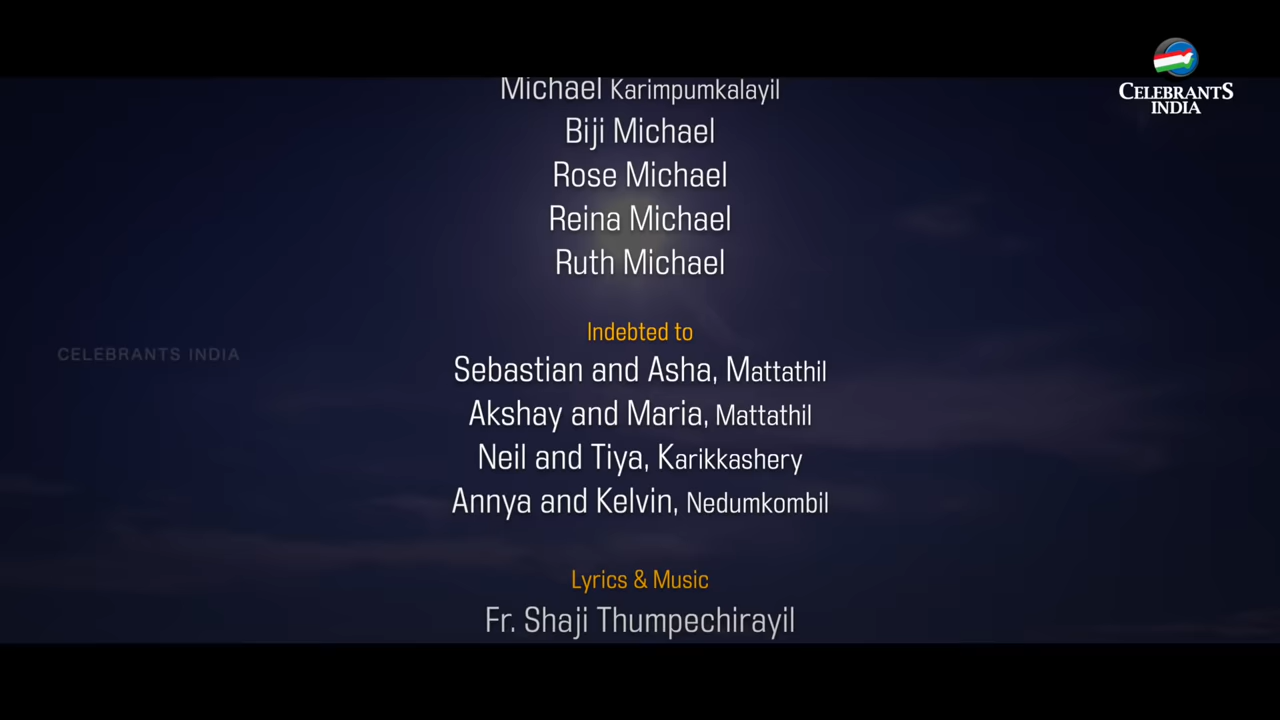 CELEBRANTS
INDIA
Michael Karimpumkalayil
Biji Michael
Rose Michael
Reina Michael
Ruth Michael
Indebted to
CELEBRANTS INDIA
Sebastian and Asha, Mattathil
Akshay and Maria, Mattathil
Neil and Tiya, Karikkashery
Annya and Kelvin, Nedumkombil
Lyrics & Music
Fr. Shaji Thumpechirayil